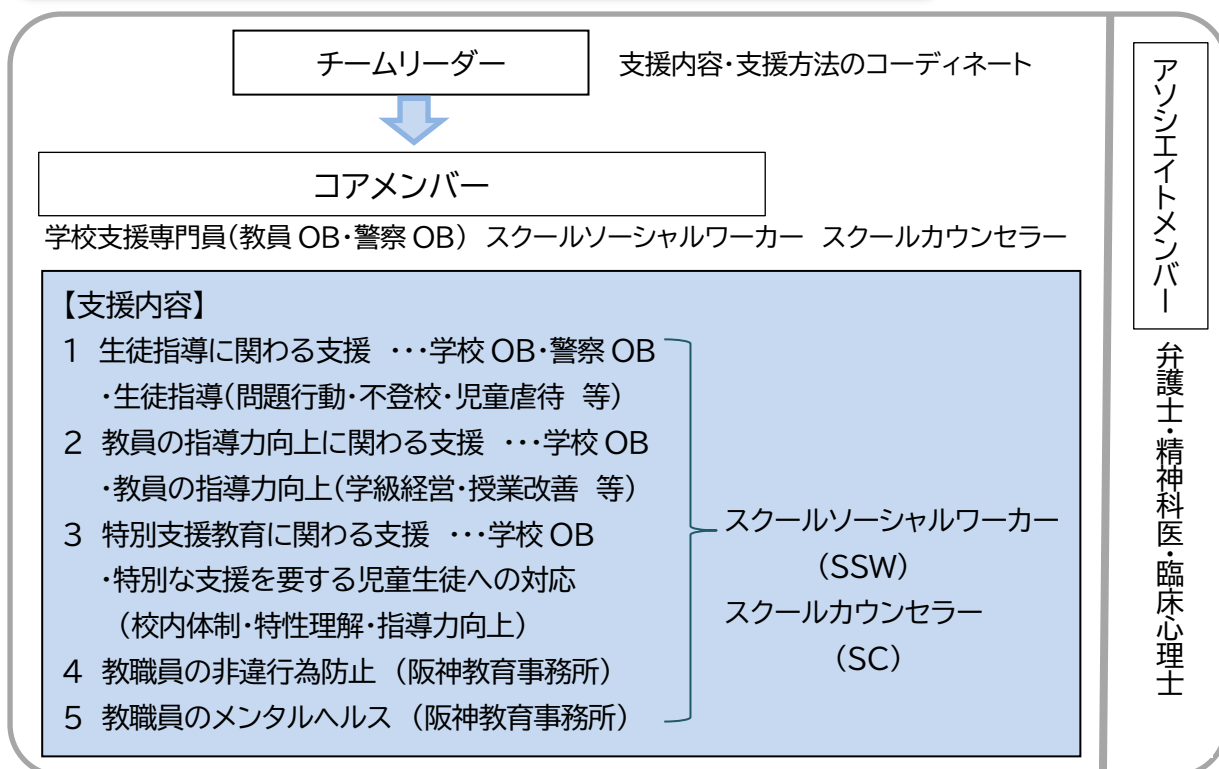 チームリーダー
支援内容・支援方法のコーディネート
コアメンバー
学校支援専門員(教員 OB・警察 OB) スクールソーシャルワーカー スクールカウンセラー
【支援内容】
1 生徒指導に関わる支援 ・・・学校 OB・警察 OB
・生徒指導(問題行動・不登校・児童虐待 等)
2 教員の指導力向上に関わる支援 ・・・学校 OB
・教員の指導力向上(学級経営・授業改善 等)
3 特別支援教育に関わる支援 ・・・学校 OB
・特別な支援を要する児童生徒への対応
(校内体制・特性理解・指導力向上)
4 教職員の非違行為防止 (阪神教育事務所)
5 教職員のメンタルヘルス (阪神教育事務所)
スクールソーシャルワーカー
(SSW)
スクールカウンセラー
(SC)
アソシエイトメンバー
弁護士・精神科医・臨床心理士